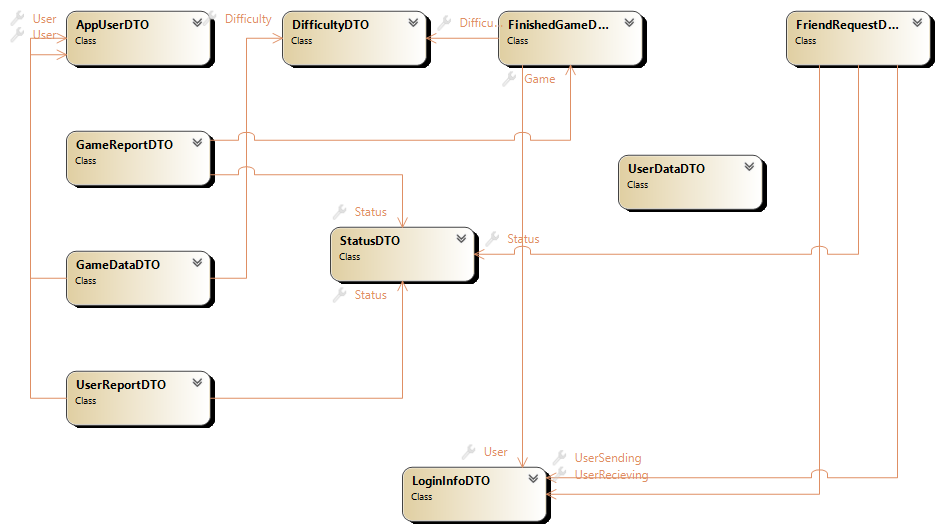 User
User
AppUserDTO
Class
Difficulty
DifficultyDTO
Class
Difficu...
FinishedGameD...
Class
FriendRequestD...
Class
Game
GameReportDTO
Class
UserDataDTO
Class
Status
StatusDTO
Class
Status
Status
GameDataDTO
Class
UserReportDTO
Class
User
LoginInfoDTO
Class
UserSending
UserRecieving